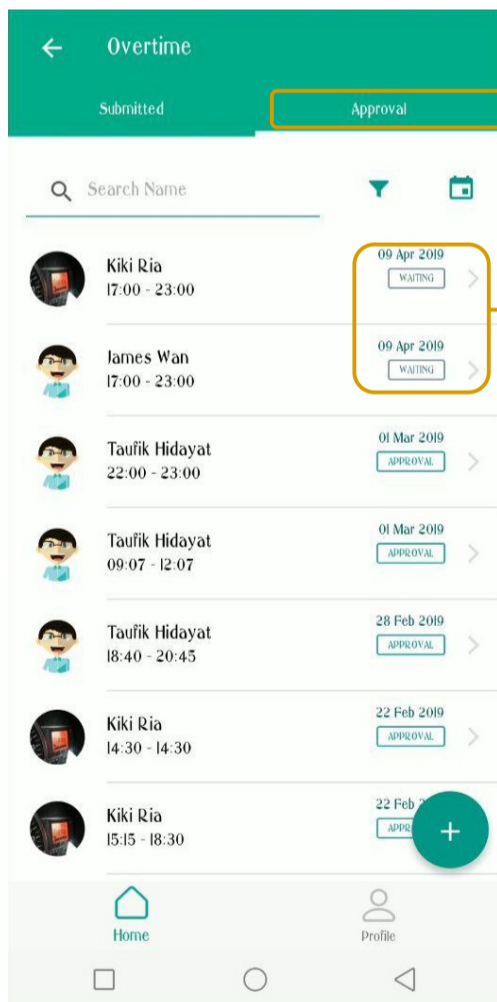 Overtime
Submitted
Approval
Search Name
09 Apr 2019
Kiki Ria
WAITING
17:00 - 23:00
09 Apr 2019
James Wan
WAITING
17:00 - 23:00
01 Mar 2019
Taufik Hidayat
APPROVAL
22:00 - 23:00
01 Mar 2019
Taufik Hidayat
APPROVAL
09:07 - 12:07
28 Feb 2019
Taufik Hidayat
APPROVAL
18:40 - 20:45
22 Feb 2019
Kiki Ria
APPROVAL
14:30 - 14:30
22 Feb
Kiki Ria
15:15 - 18:30
Home
Profile